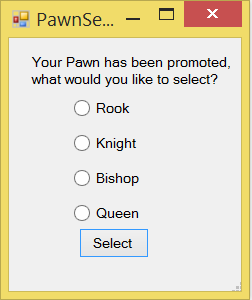 PawnSe...
Your Pawn has been promoted,
what would you like to select?
Rook
Knight
Bishop
Queen
Select